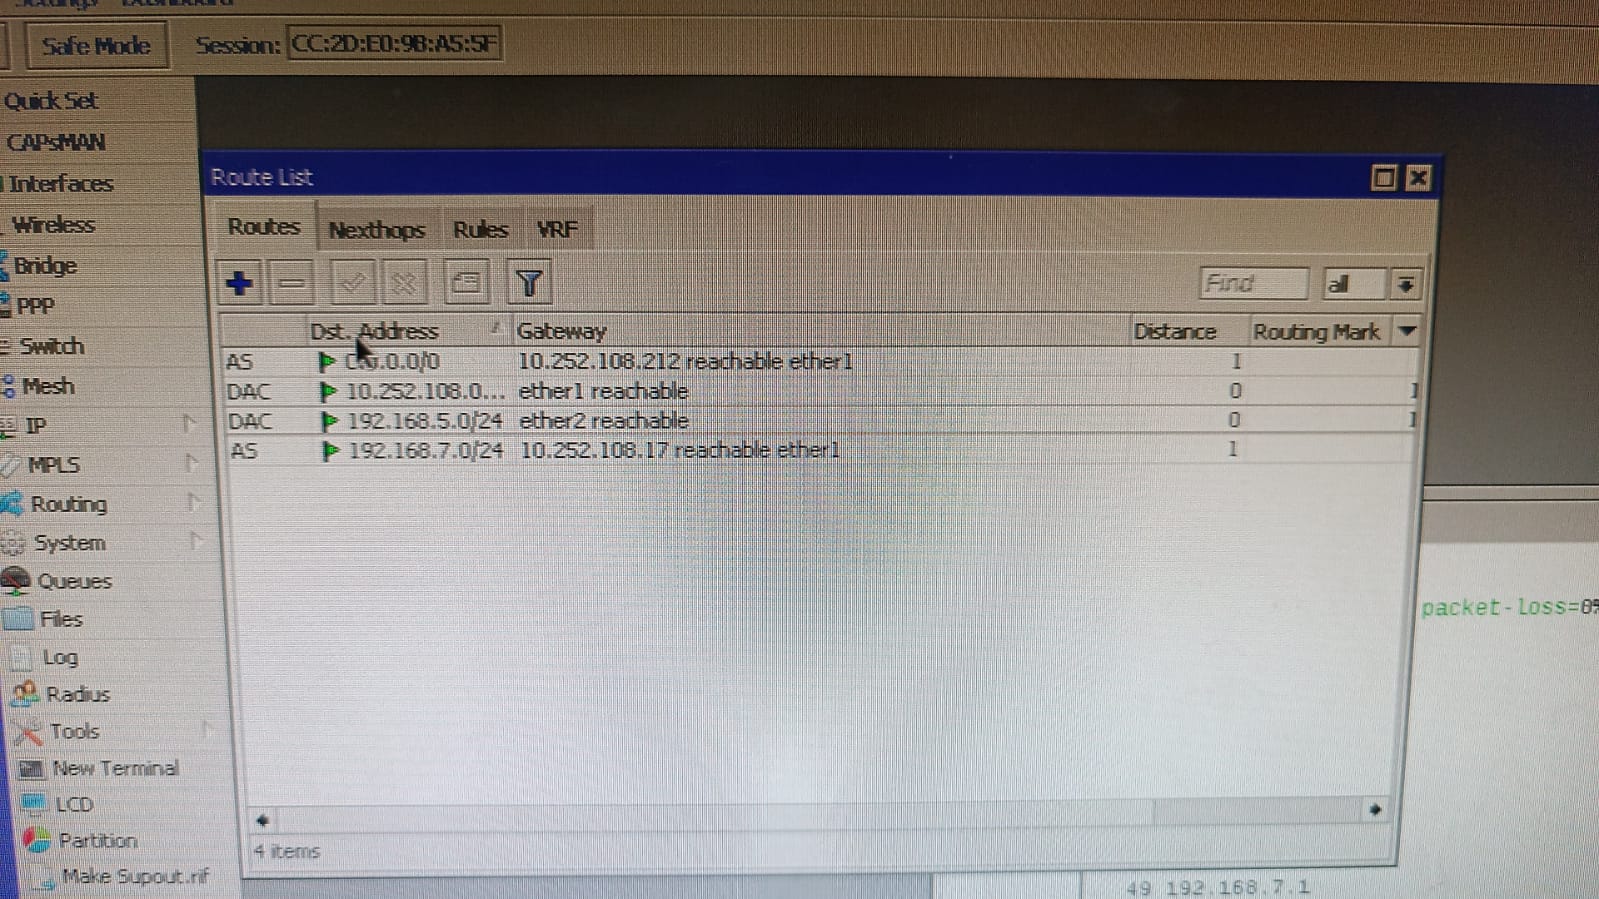 Safe Mode Session: CC:2D:E0:9B:A5:5F
Quick Set
CAPsMAN
Interfaces
Wireless
Bridge
PPP
Switch
Mesh
IP
MPLS
Routing
System
Queues
Files
Log
Radius
Tools
New Terminal
LCD
Partition
Make Supout.rif
Route List
Routes Nexthops Rules VRF
Find all
Dst. Address Gateway Distance Routing Mark
AS 0.0.0.0/0 10.252.108.212 reachable ether1 1
DAC 10.252.108.0... ether1 reachable 0 1
DAC 192.168.5.0/24 ether2 reachable 0 1
AS 192.168.7.0/24 10.252.108.17 reachable ether1 1
4 items
packet-loss=0%
49 192.168.7.1